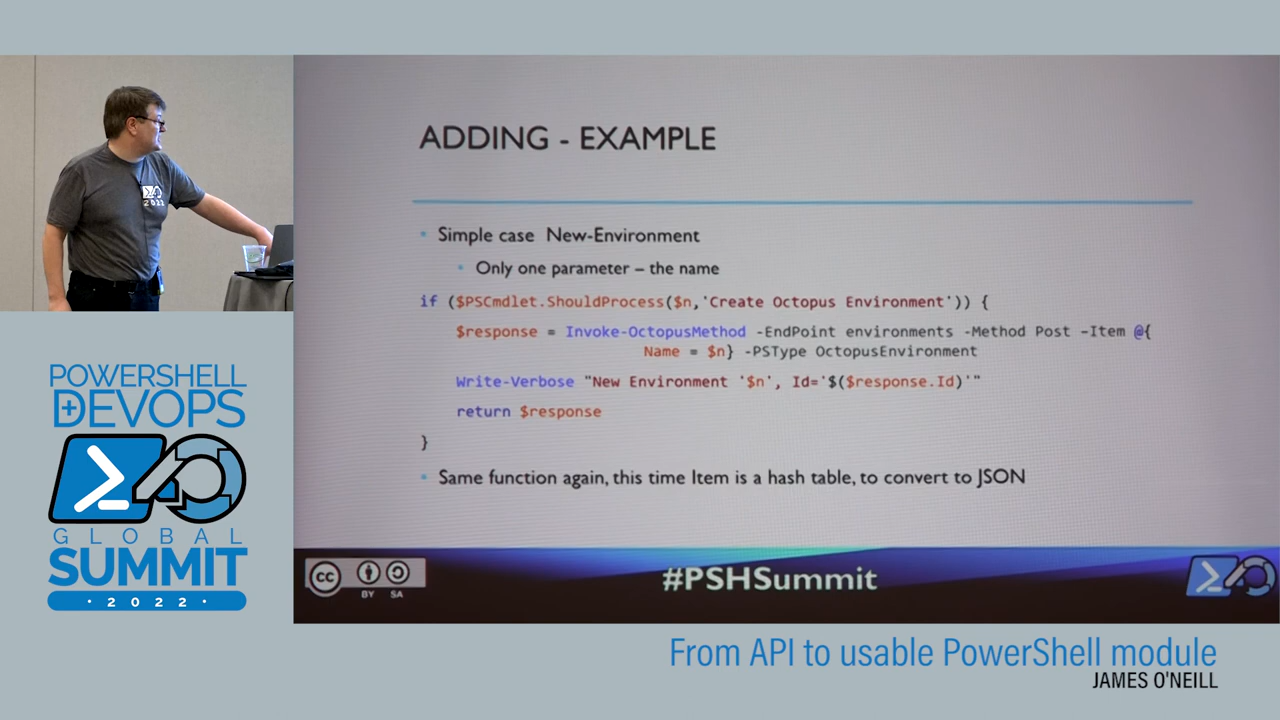 2022
POWERSHELL
+DEVOPS
GLOBAL
SUMMIT
· 2022 ·
ADDING - EXAMPLE
• Simple case New-Environment
• Only one parameter – the name
if ($PSCmdlet.ShouldProcess($n,'Create Octopus Environment')) {
$response = Invoke-OctopusMethod -EndPoint environments -Method Post –Item @{
Name = $n} -PSType OctopusEnvironment
Write-Verbose "New Environment '$n', Id='$($response.Id)'"
return $response
}
• Same function again, this time Item is a hash table, to convert to JSON
cc
BY SA
#PSHSummit
From API to usable PowerShell module
JAMES O'NEILL